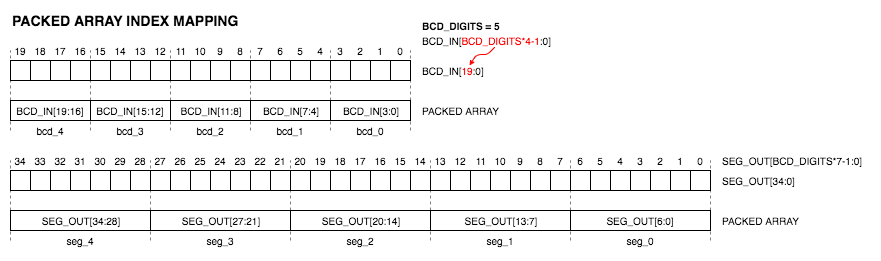 PACKED ARRAY INDEX MAPPING
BCD_DIGITS = 5
BCD_IN[BCD_DIGITS*4-1:0]
19 18 17 16 15 14 13 12 11 10 9 8 7 6 5 4 3 2 1 0
BCD_IN[19:0]
BCD_IN[19:16] BCD_IN[15:12] BCD_IN[11:8] BCD_IN[7:4] BCD_IN[3:0] PACKED ARRAY
bcd_4 bcd_3 bcd_2 bcd_1 bcd_0
34 33 32 31 30 29 28 27 26 25 24 23 22 21 20 19 18 17 16 15 14 13 12 11 10 9 8 7 6 5 4 3 2 1 0 SEG_OUT[BCD_DIGITS*7-1:0]
SEG_OUT[34:0]
SEG_OUT[34:28] SEG_OUT[27:21] SEG_OUT[20:14] SEG_OUT[13:7] SEG_OUT[6:0] PACKED ARRAY
seg_4 seg_3 seg_2 seg_1 seg_0